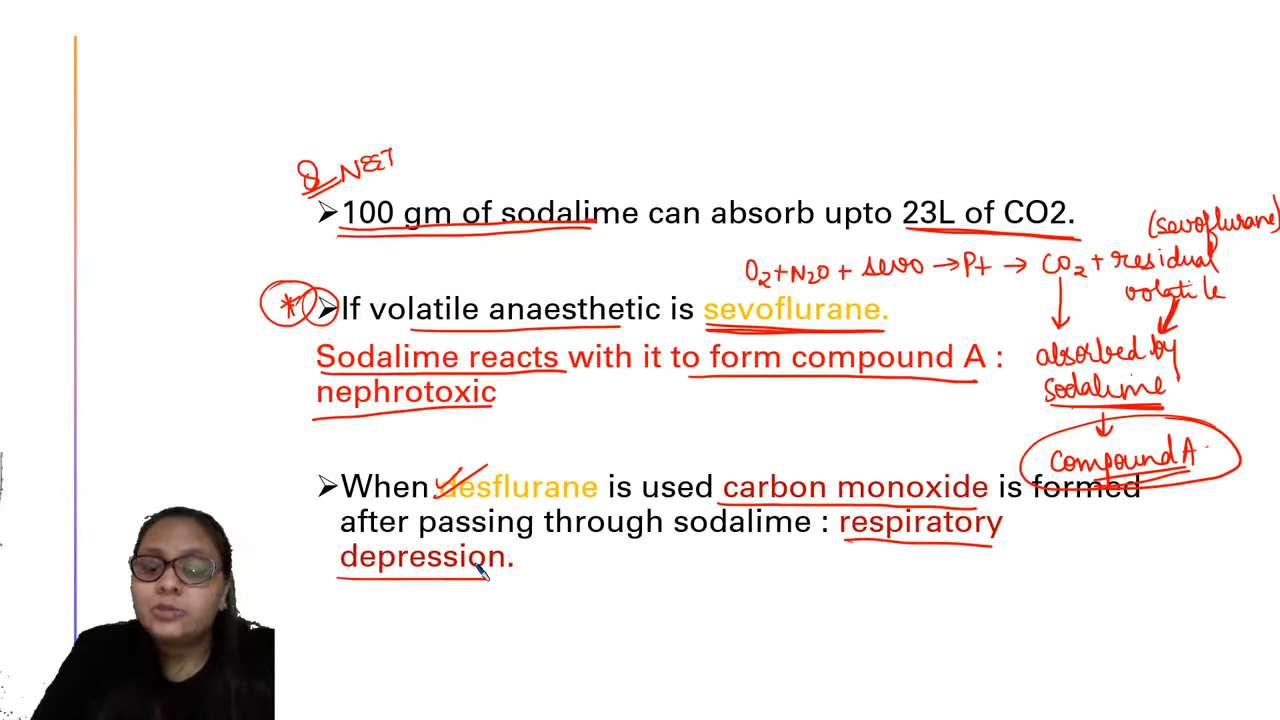 Q NEET
➤100 gm of sodalime can absorb upto 23L of CO2.
(sevoflurane)
O2+N2O + sevo → Pt → CO2 + residual
volatile
* ➤If volatile anaesthetic is sevoflurane.
Sodalime reacts with it to form compound A :
nephrotoxic
absorbed by
sodalime
compound A
➤When desflurane is used carbon monoxide is formed
after passing through sodalime : respiratory
depression.